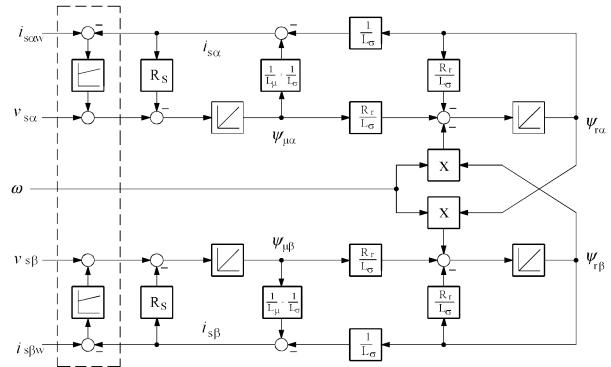 i_sαw − i_sα − 1/L_σ
R_S 1/L_μ · 1/L_σ R_r/L_σ
v_sα − ψ_μα R_r/L_σ − − ψ_rα
X
ω
X
v_sβ − ψ_μβ R_r/L_σ − ψ_rβ
R_S 1/L_μ · 1/L_σ R_r/L_σ
i_sβw − i_sβ − 1/L_σ